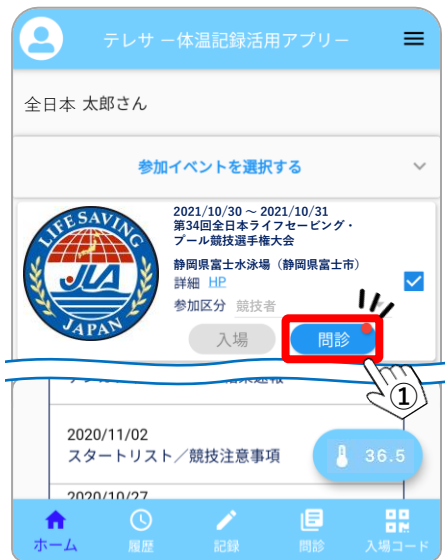 テレサ ー体温記録活用アプリー
全日本 太郎さん
参加イベントを選択する
LIFE SAVING
JLA
JAPAN
2021/10/30 ～ 2021/10/31
第34回全日本ライフセービング・
プール競技選手権大会
静岡県富士水泳場（静岡県富士市）
詳細 HP
参加区分 競技者
入場
問診
①
2020/11/02
スタートリスト／競技注意事項
36.5
2020/10/27
ホーム
履歴
記録
問診
入場コード